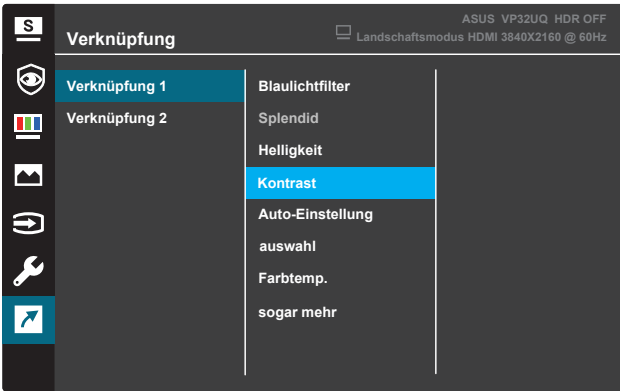 S
ASUS VP32UQ HDR OFF
Verknüpfung
Landschaftsmodus HDMI 3840X2160 @ 60Hz
Verknüpfung 1
Verknüpfung 2
Blaulichtfilter
Splendid
Helligkeit
Kontrast
Auto-Einstellung
auswahl
Farbtemp.
sogar mehr